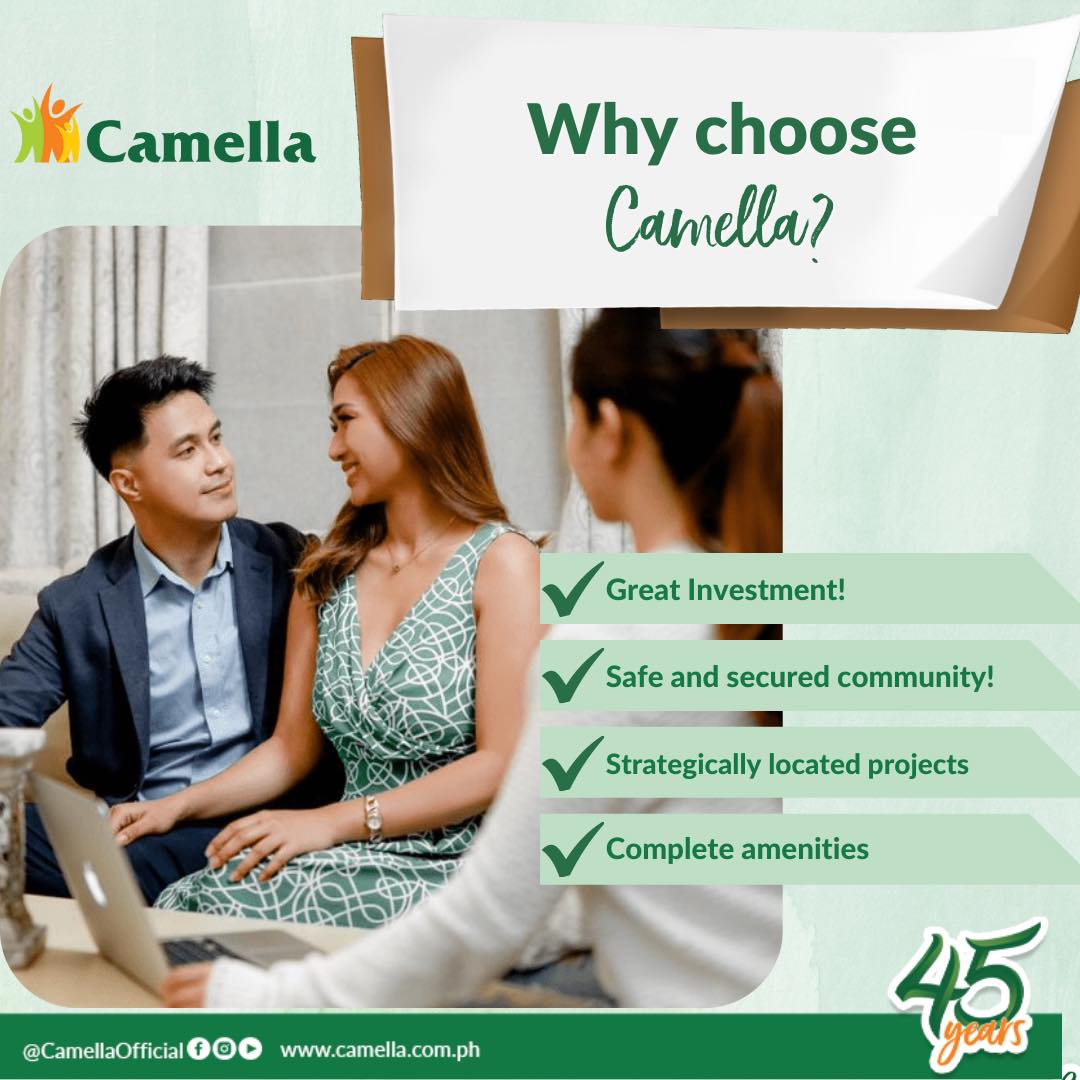 Camella
Why choose
Camella?
Great Investment!
Safe and secured community!
Strategically located projects
Complete amenities
45
years
@CamellaOfficial
www.camella.com.ph